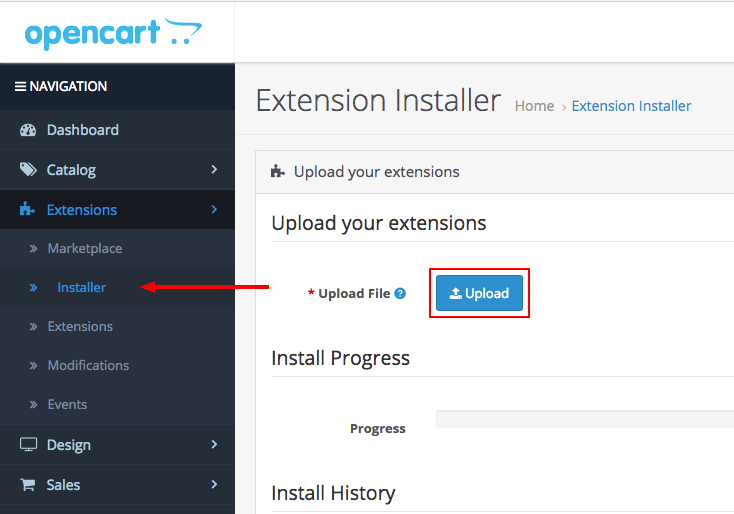 opencart
NAVIGATION
Dashboard
Catalog
Extensions
Marketplace
Installer
Extensions
Modifications
Events
Design
Sales
Extension Installer
Home › Extension Installer
Upload your extensions
Upload your extensions
* Upload File ?
Upload
Install Progress
Progress
Install History